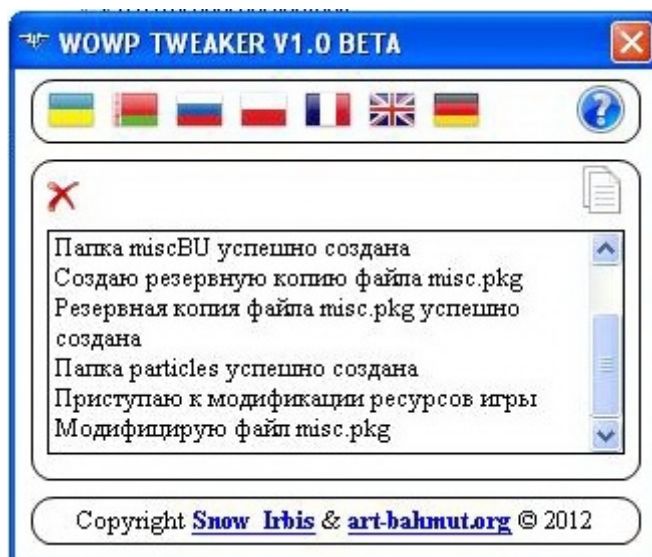 WOWP TWEAKER V1.0 BETA
Папка miscBU успешно создана
Создаю резервную копию файла misc.pkg
Резервная копия файла misc.pkg успешно
создана
Папка particles успешно создана
Приступаю к модификации ресурсов игры
Модифицирую файл misc.pkg
Copyright Snow_Irbis & art-bahmut.org © 2012